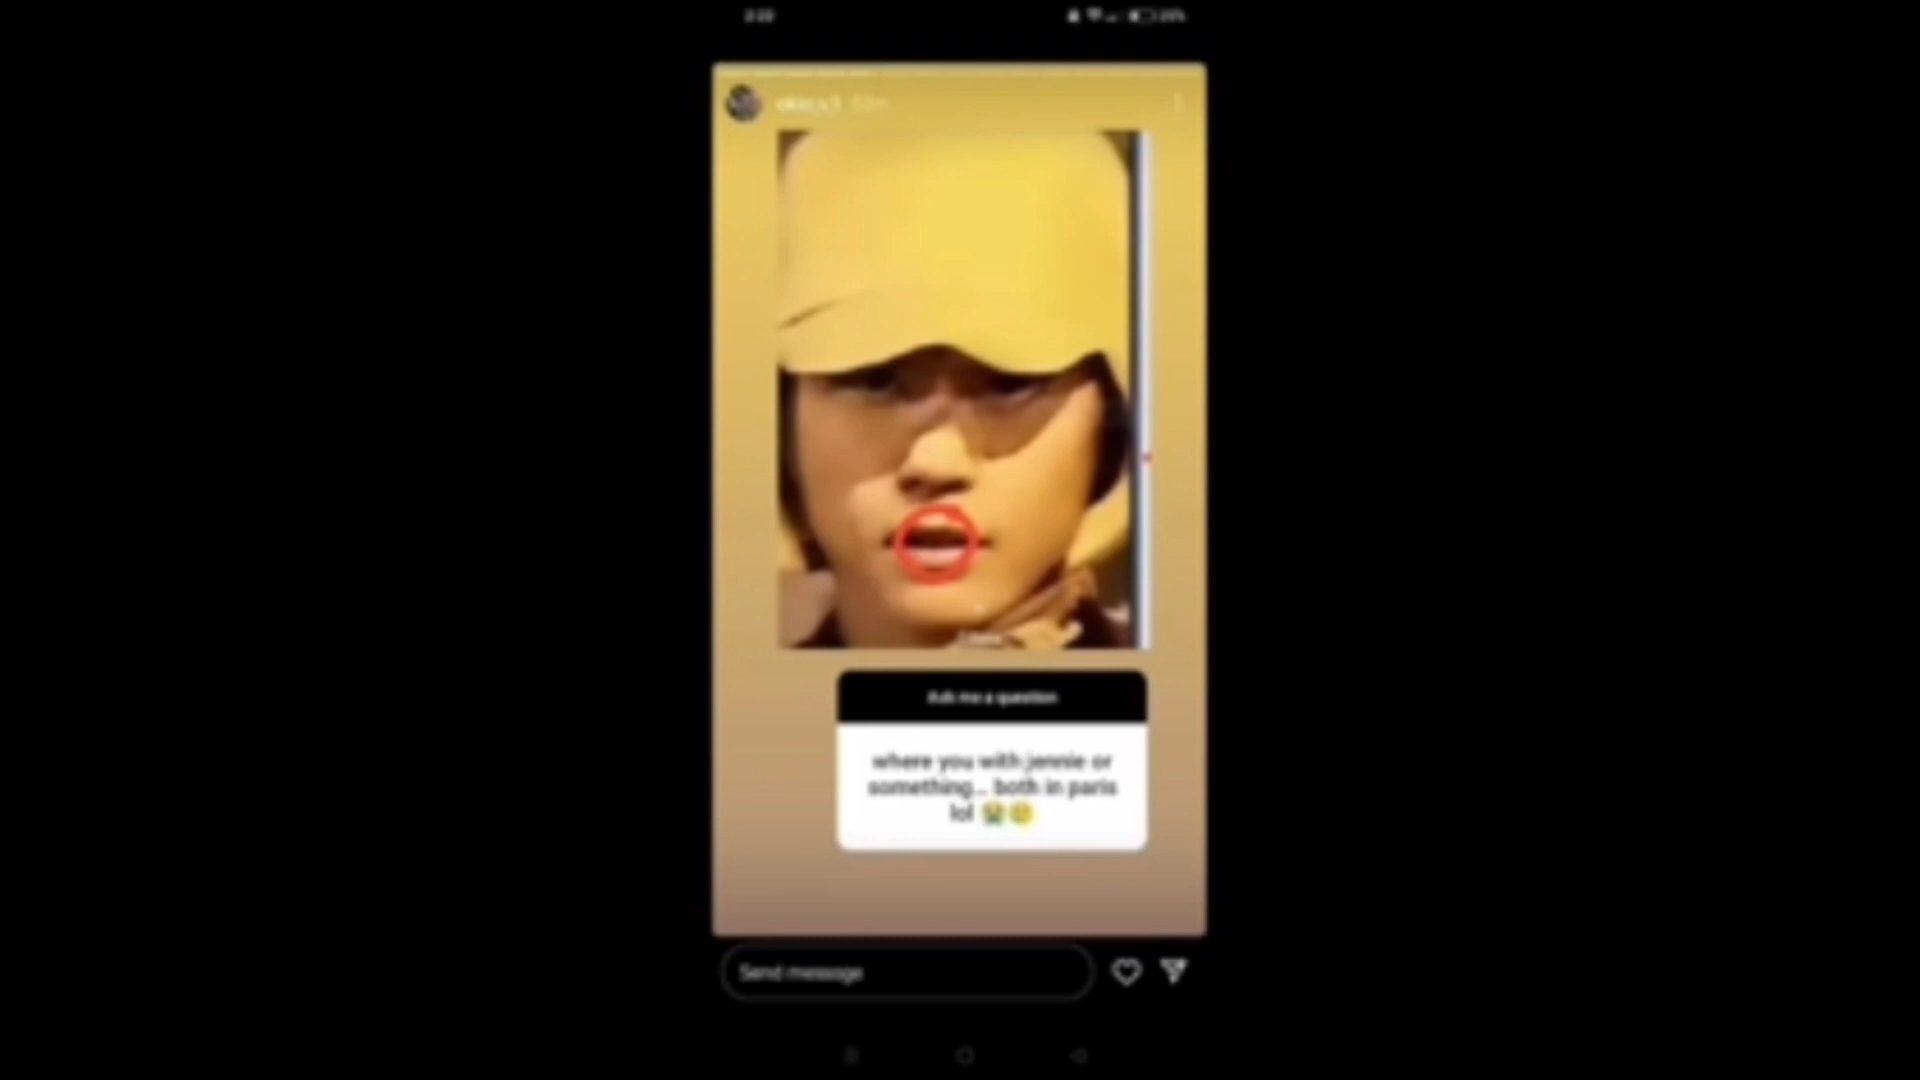 Ask me a question
where you with jennie or
something... both in paris
lol 😭🥲
Send message